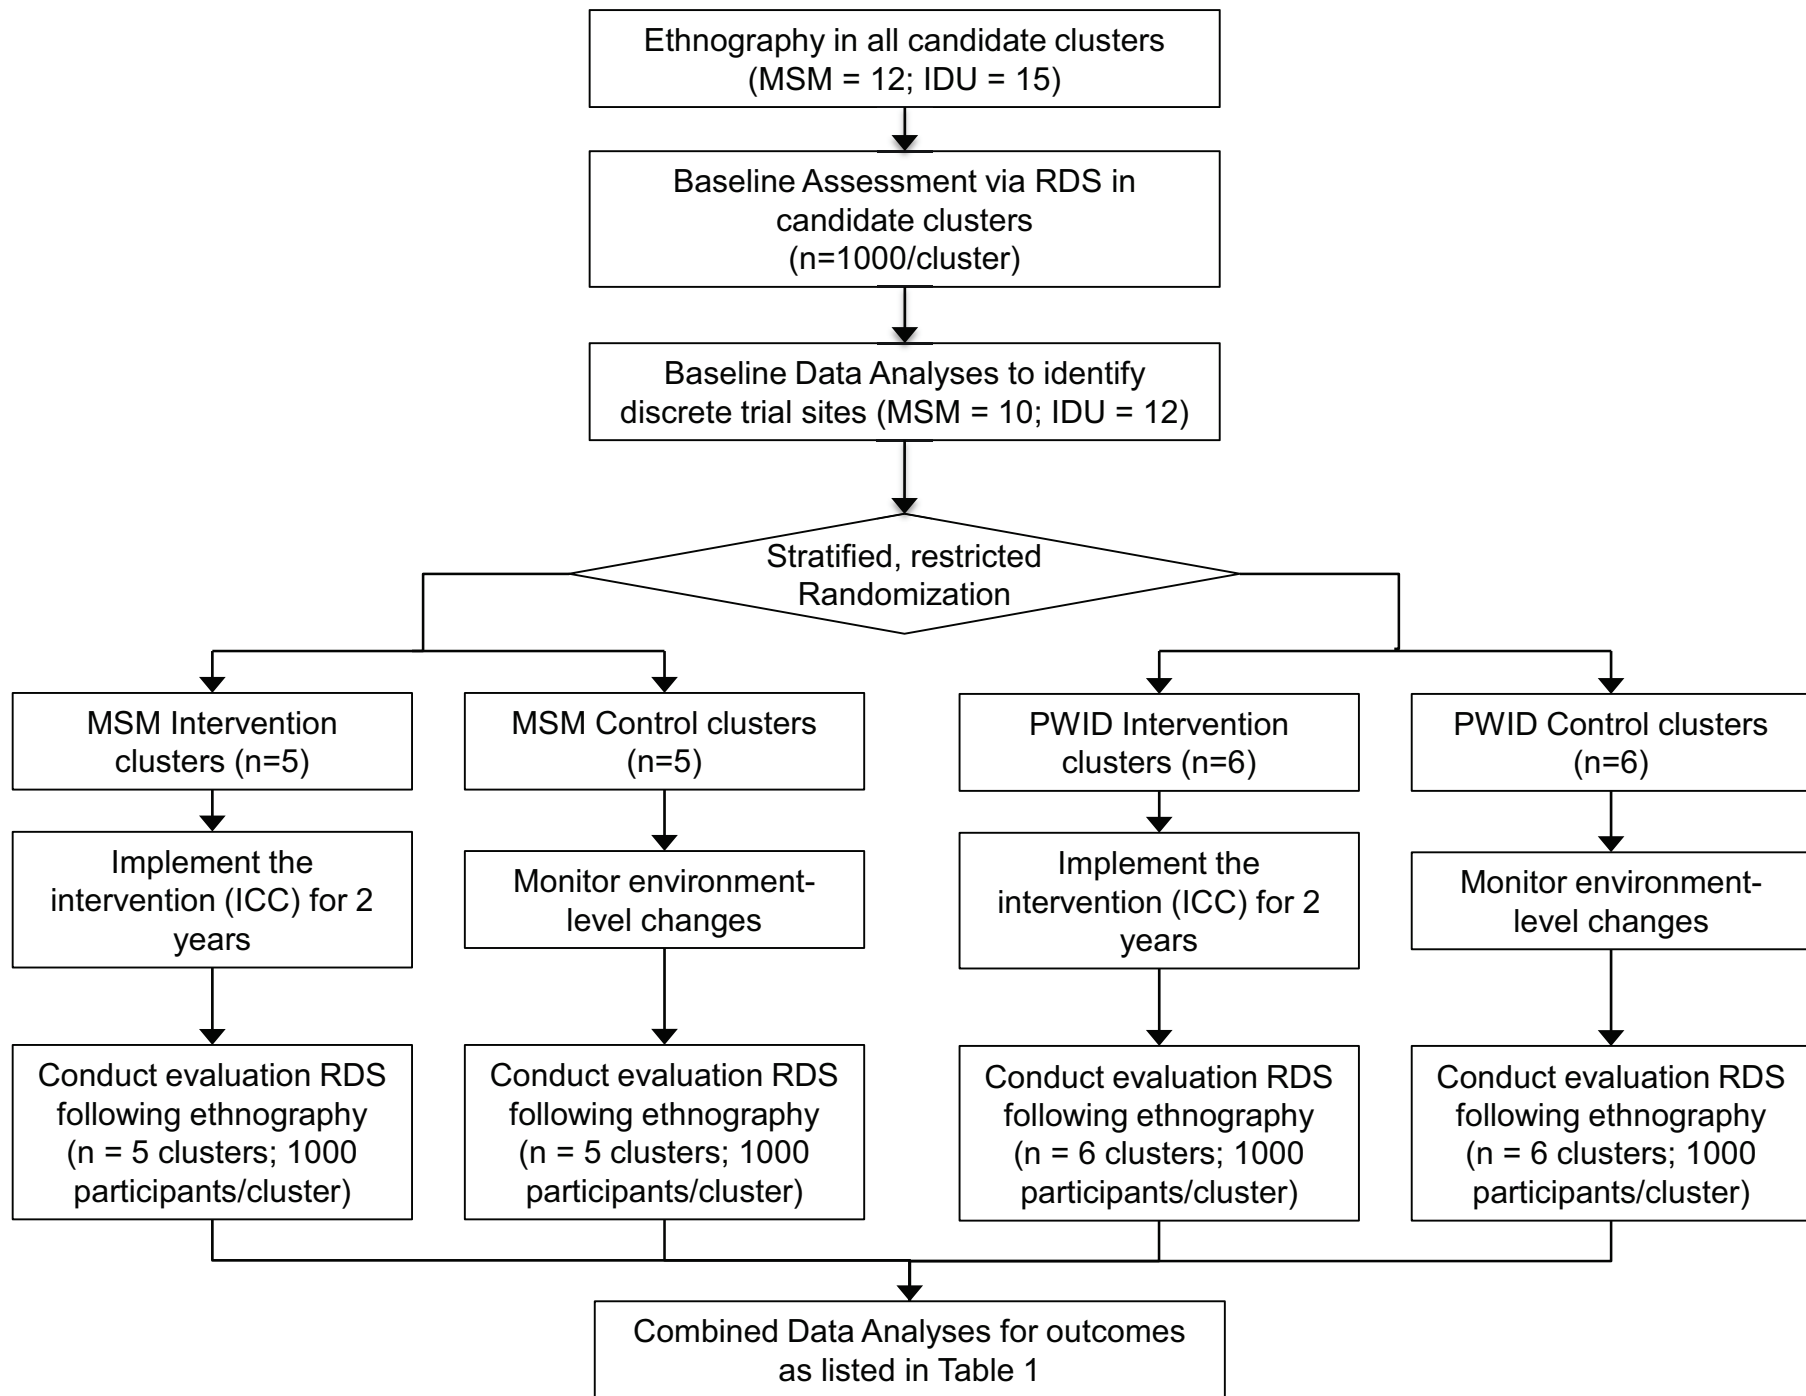 Ethnography in all candidate clusters
(MSM = 12; IDU = 15)
Baseline Assessment via RDS in
candidate clusters
(n=1000/cluster)
Baseline Data Analyses to identify
discrete trial sites (MSM = 10; IDU = 12)
Stratified, restricted
Randomization
MSM Intervention
clusters (n=5)
MSM Control clusters
(n=5)
PWID Intervention
clusters (n=6)
PWID Control clusters
(n=6)
Implement the
intervention (ICC) for 2
years
Monitor environment-
level changes
Implement the
intervention (ICC) for 2
years
Monitor environment-
level changes
Conduct evaluation RDS
following ethnography
(n = 5 clusters; 1000
participants/cluster)
Conduct evaluation RDS
following ethnography
(n = 5 clusters; 1000
participants/cluster)
Conduct evaluation RDS
following ethnography
(n = 6 clusters; 1000
participants/cluster)
Conduct evaluation RDS
following ethnography
(n = 6 clusters; 1000
participants/cluster)
Combined Data Analyses for outcomes
as listed in Table 1